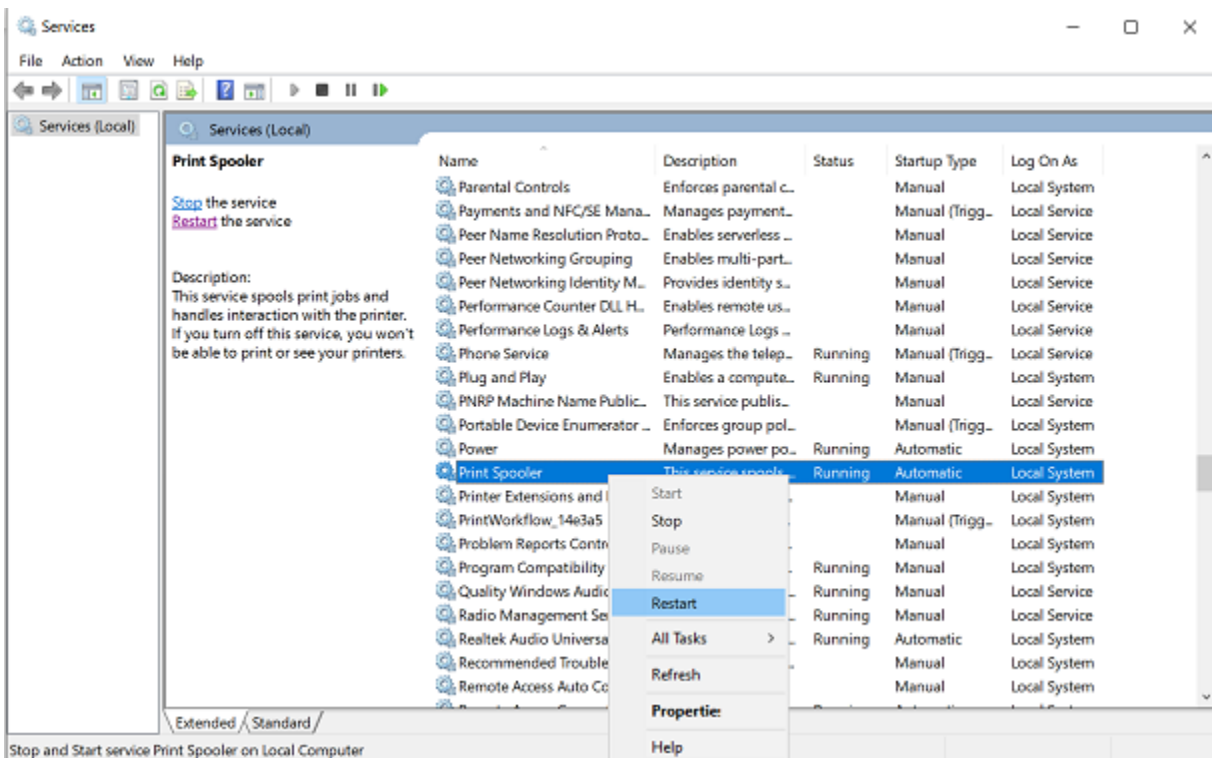 Services
File Action View Help
Services (Local)
Services (Local)
Print Spooler
Stop the service
Restart the service
Description:
This service spools print jobs and
handles interaction with the printer.
If you turn off this service, you won't
be able to print or see your printers.
Name Description Status Startup Type Log On As
Parental Controls Enforces parental c... Manual Local System
Payments and NFC/SE Mana... Manages payment... Manual (Trigg... Local Service
Peer Name Resolution Proto... Enables serverless ... Manual Local Service
Peer Networking Grouping Enables multi-part... Manual Local Service
Peer Networking Identity M... Provides identity s... Manual Local Service
Performance Counter DLL H... Enables remote us... Manual Local Service
Performance Logs & Alerts Performance Logs ... Manual Local Service
Phone Service Manages the telep... Running Manual (Trigg... Local Service
Plug and Play Enables a compute... Running Manual Local System
PNRP Machine Name Public... This service publis... Manual Local Service
Portable Device Enumerator ... Enforces group pol... Manual (Trigg... Local System
Power Manages power po... Running Automatic Local System
Print Spooler This service spools Running Automatic Local System
Printer Extensions and Manual Local System
PrintWorkflow_14e3a5 Manual (Trigg... Local System
Problem Reports Contr Manual Local System
Program Compatibility Running Manual Local System
Quality Windows Audio Running Manual Local Service
Radio Management Se Running Manual Local Service
Realtek Audio Universa Running Automatic Local System
Recommended Trouble Manual Local System
Remote Access Auto Co Manual Local System
Start
Stop
Pause
Resume
Restart
All Tasks
Refresh
Properties
Help
Extended Standard
Stop and Start service Print Spooler on Local Computer